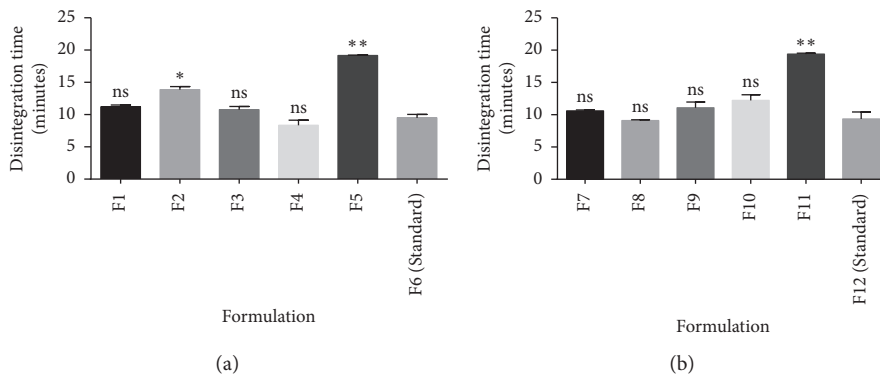 Disintegration time
(minutes)
25
20
15
10
5
0
ns
*
ns
ns
**
F1
F2
F3
F4
F5
F6 (Standard)
Formulation
(a)
Disintegration time
(minutes)
25
20
15
10
5
0
ns
ns
ns
ns
**
F7
F8
F9
F10
F11
F12 (Standard)
Formulation
(b)